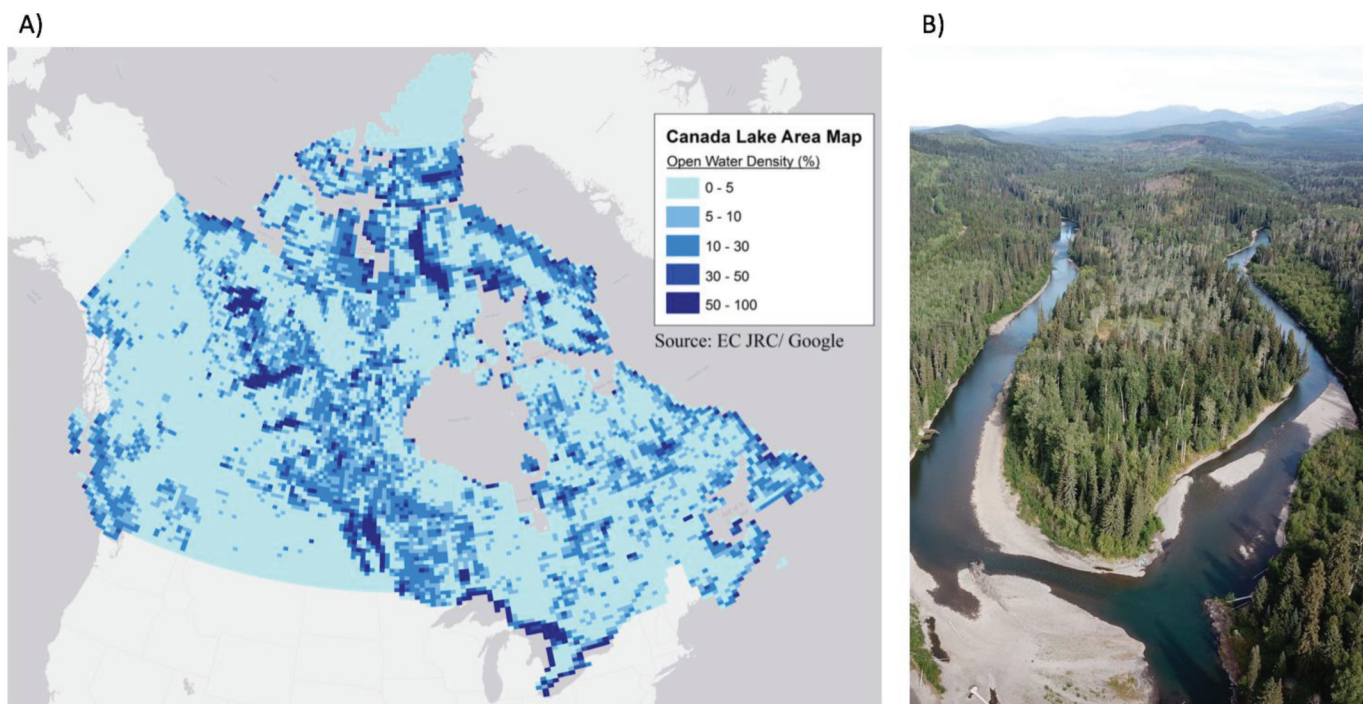 A)
B)
Canada Lake Area Map
Open Water Density (%)
0 - 5
5 - 10
10 - 30
30 - 50
50 - 100
Source: EC JRC/ Google